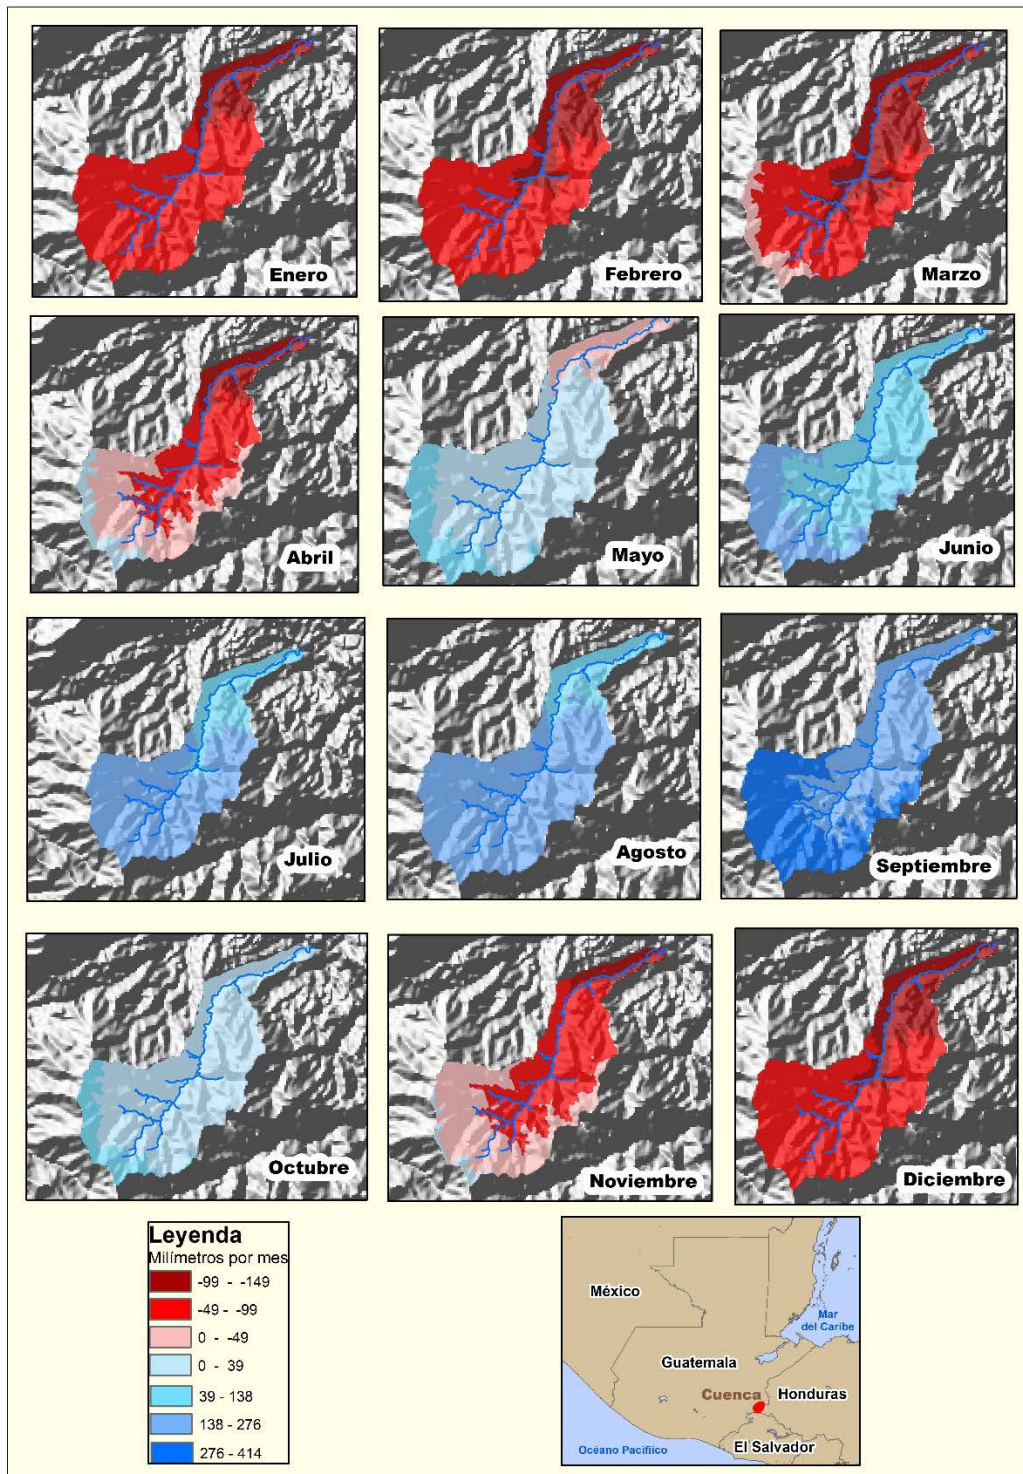 Enero
Febrero
Marzo
Abril
Mayo
Junio
Julio
Agosto
Septiembre
Octubre
Noviembre
Diciembre
Leyenda
Milímetros por mes
-99 - -149
-49 - -99
0 - -49
0 - 39
39 - 138
138 - 276
276 - 414
México
Mar
del Caribe
Guatemala
Cuenca
Honduras
El Salvador
Océano Pacífiico